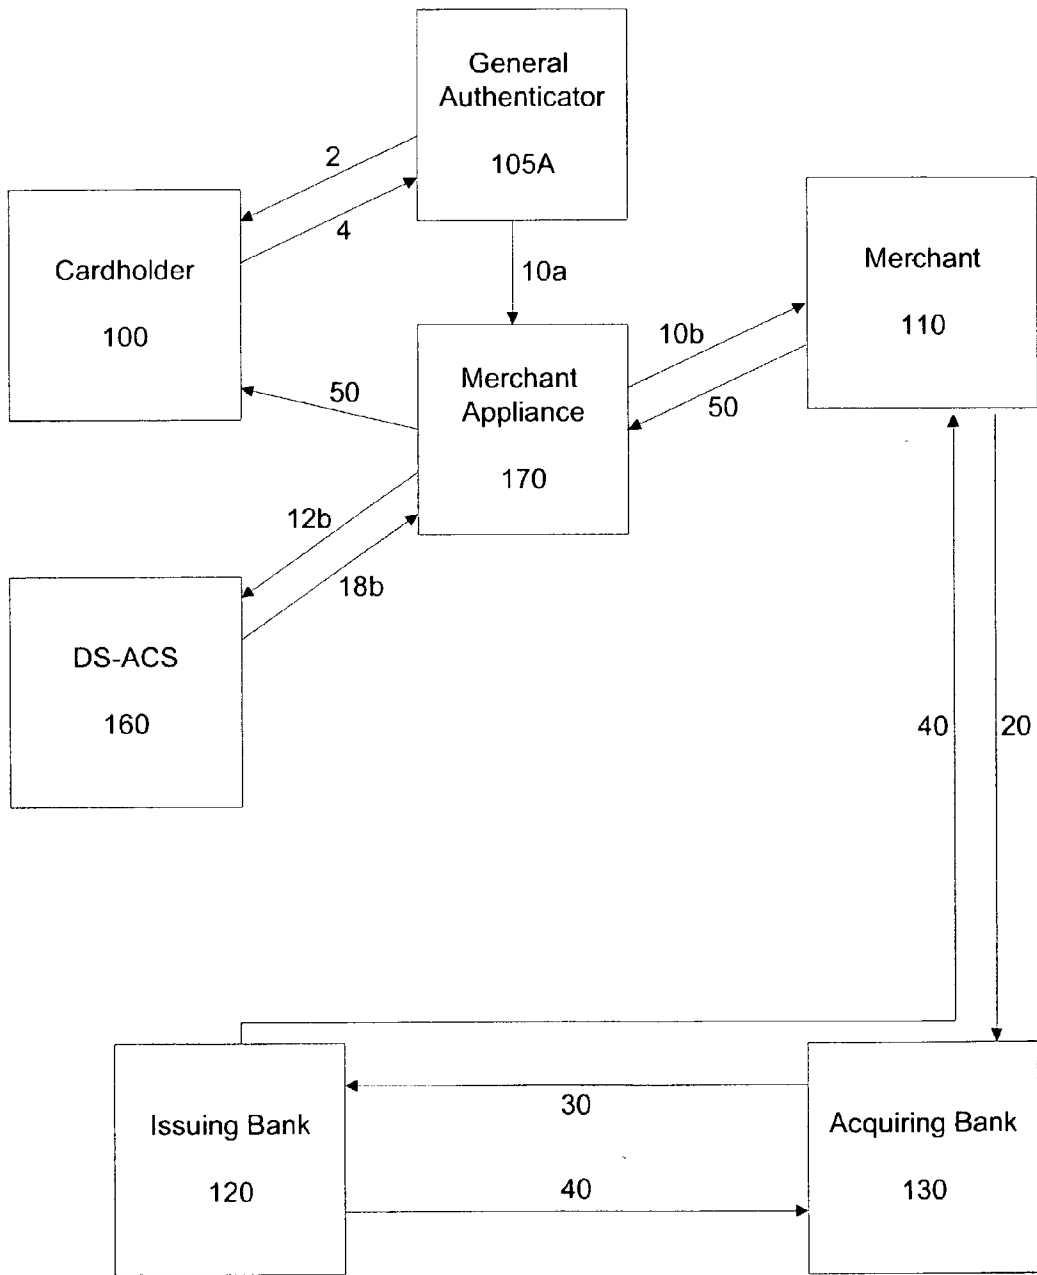 General
Authenticator
105A
2
4
Cardholder
100
10a
Merchant
110
10b
50
50
Merchant
Appliance
170
12b
18b
DS-ACS
160
40
20
Issuing Bank
120
30
40
Acquiring Bank
130